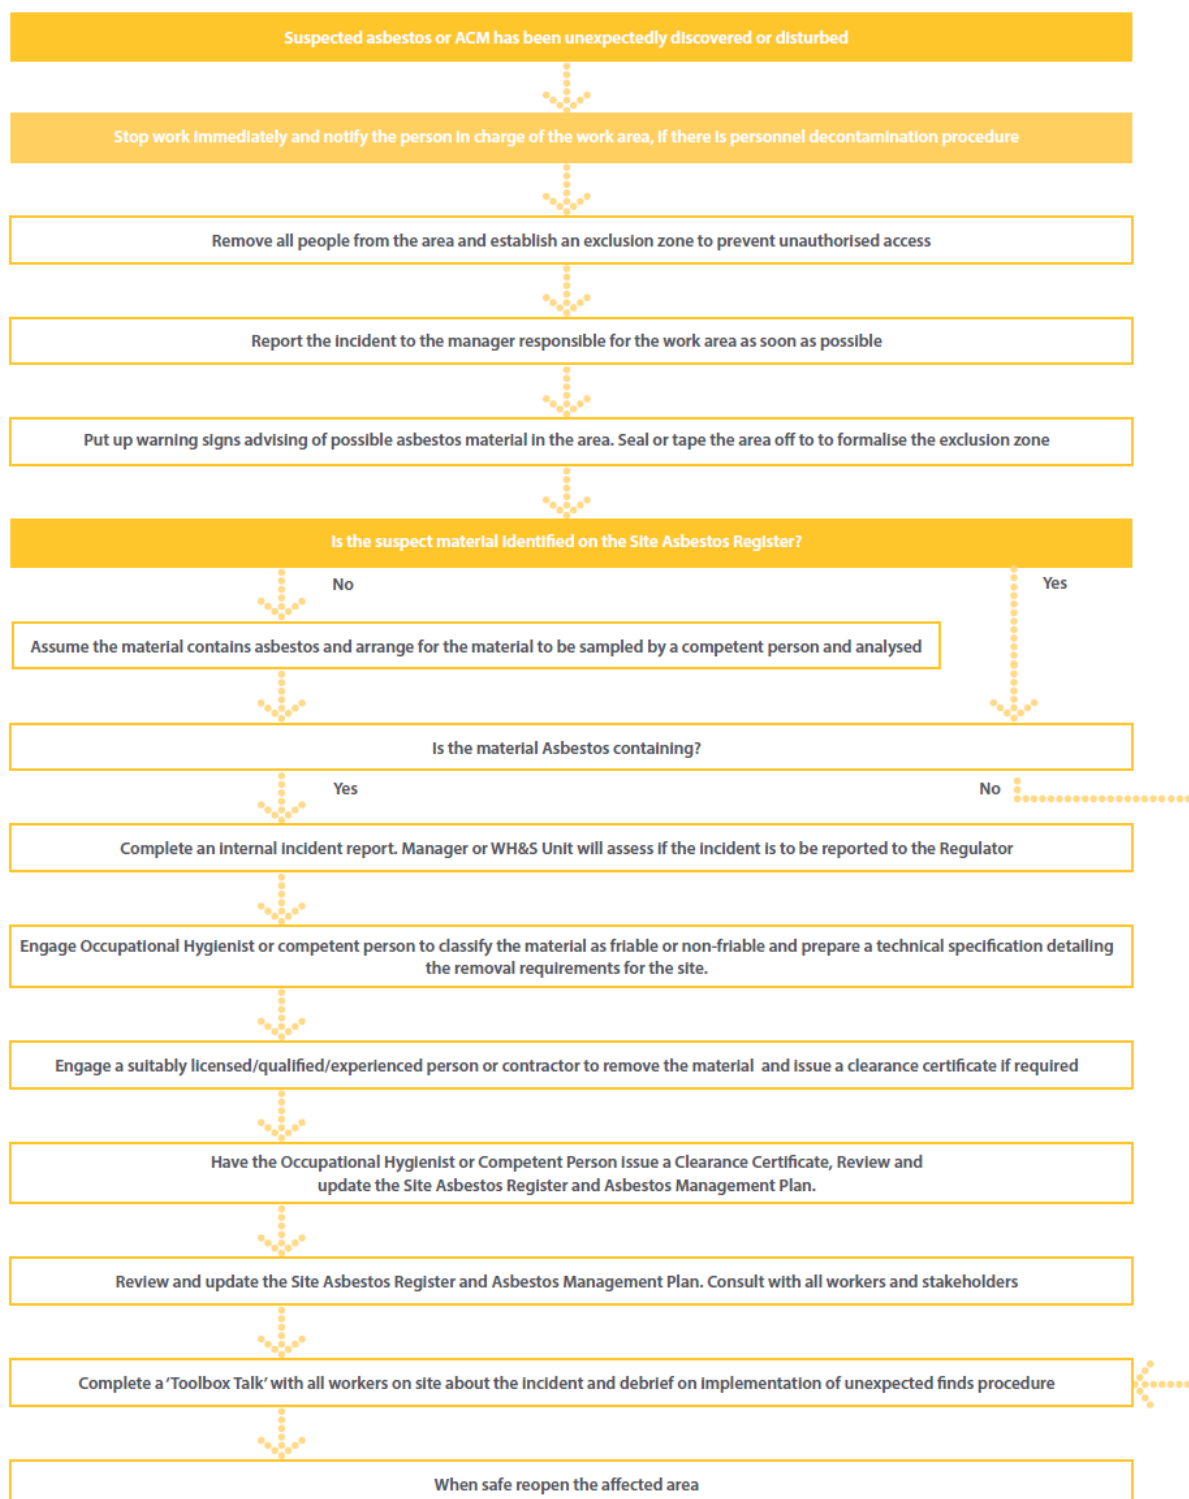 Suspected asbestos or ACM has been unexpectedly discovered or disturbed
Stop work immediately and notify the person in charge of the work area, if there is personnel decontamination procedure
Remove all people from the area and establish an exclusion zone to prevent unauthorised access
Report the incident to the manager responsible for the work area as soon as possible
Put up warning signs advising of possible asbestos material in the area. Seal or tape the area off to to formalise the exclusion zone
Is the suspect material identified on the Site Asbestos Register?
No
Yes
Assume the material contains asbestos and arrange for the material to be sampled by a competent person and analysed
Is the material Asbestos containing?
Yes
No
Complete an internal incident report. Manager or WH&S Unit will assess if the incident is to be reported to the Regulator
Engage Occupational Hygienist or competent person to classify the material as friable or non-friable and prepare a technical specification detailing
the removal requirements for the site.
Engage a suitably licensed/qualified/experienced person or contractor to remove the material and issue a clearance certificate if required
Have the Occupational Hygienist or Competent Person issue a Clearance Certificate, Review and
update the Site Asbestos Register and Asbestos Management Plan.
Review and update the Site Asbestos Register and Asbestos Management Plan. Consult with all workers and stakeholders
Complete a 'Toolbox Talk' with all workers on site about the incident and debrief on implementation of unexpected finds procedure
When safe reopen the affected area